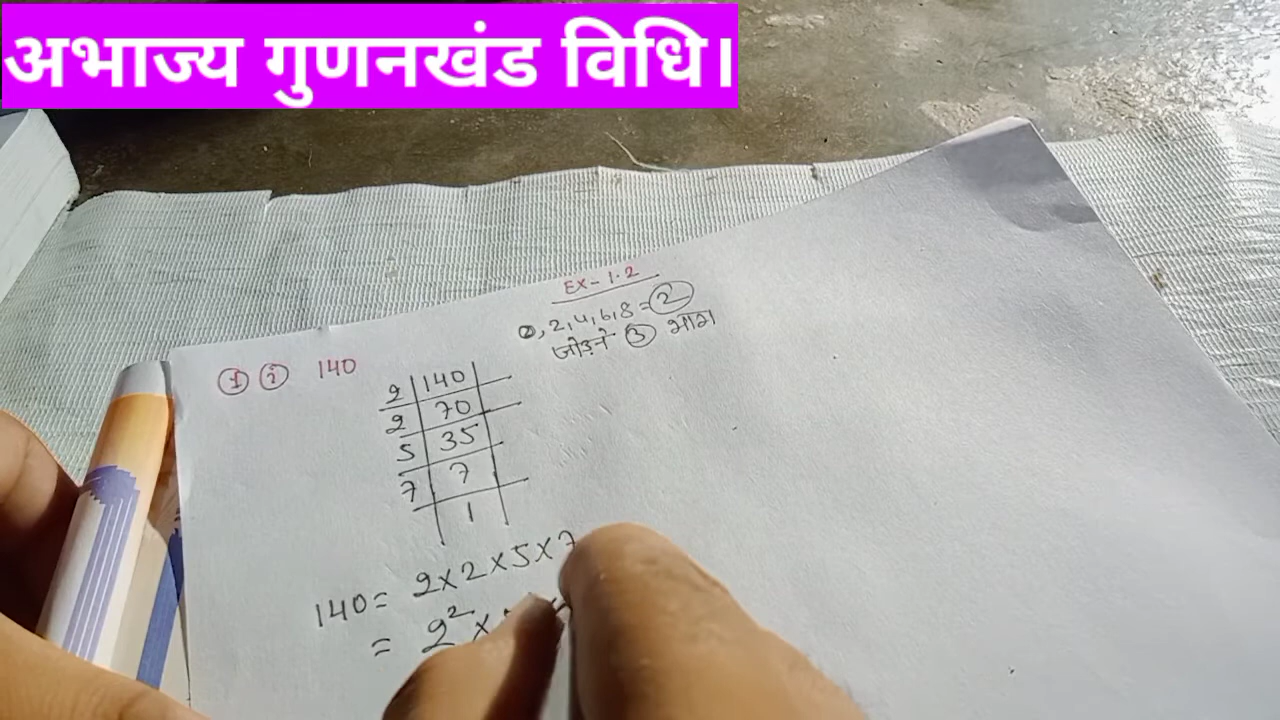 अभाज्य गुणनखंड विधि।
Ex- 1.2
0, 2, 4, 6, 8 = 2
जोड़ने 3 भाग
1 i 140
2 140
2 70
5 35
7 7
1
140 = 2×2×5×7
= 2² ×